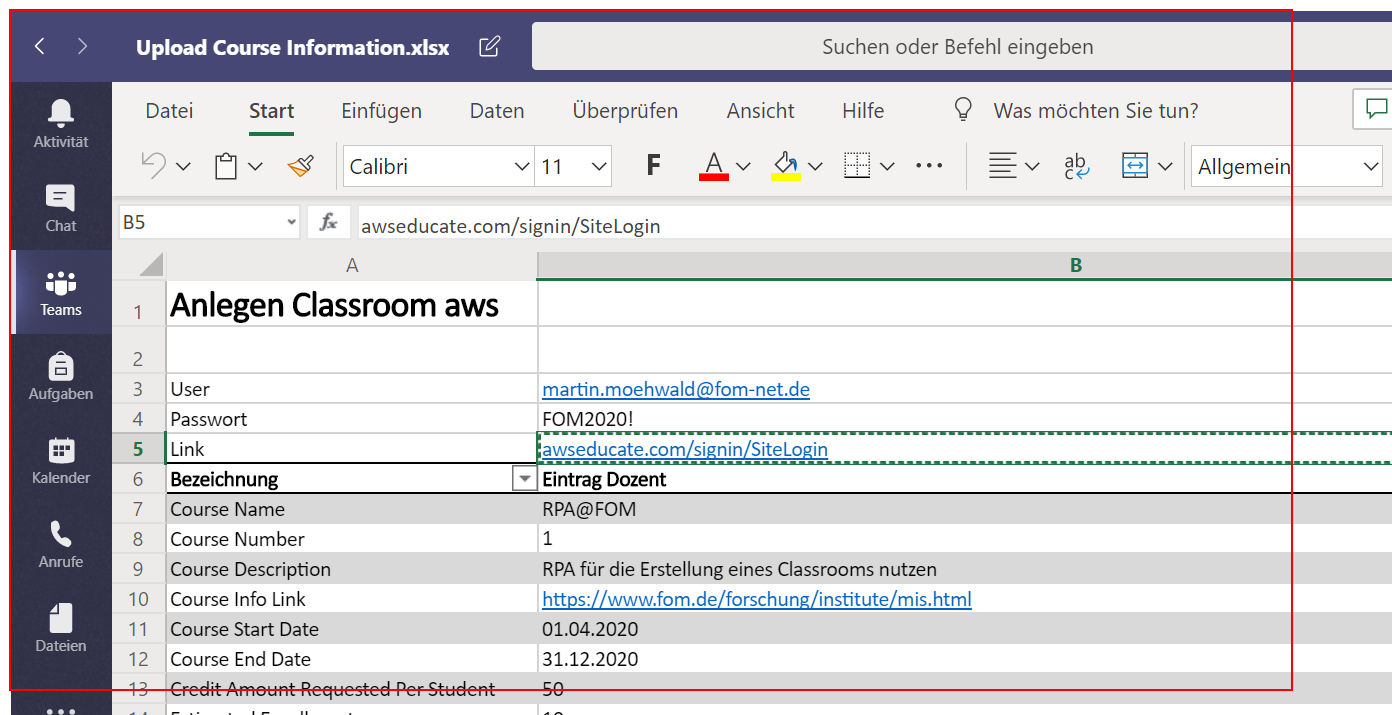 Upload Course Information.xlsx
Suchen oder Befehl eingeben
Datei Start Einfügen Daten Überprüfen Ansicht Hilfe Was möchten Sie tun?
Calibri 11 F A ab c Allgemein
B5 fx awseducate.com/signin/SiteLogin
Aktivität
Chat
Teams
Aufgaben
Kalender
Anrufe
Dateien
A B
1 Anlegen Classroom aws
2
3 User martin.moehwald@fom-net.de
4 Passwort FOM2020!
5 Link awseducate.com/signin/SiteLogin
6 Bezeichnung Eintrag Dozent
7 Course Name RPA@FOM
8 Course Number 1
9 Course Description RPA für die Erstellung eines Classrooms nutzen
10 Course Info Link https://www.fom.de/forschung/institute/mis.html
11 Course Start Date 01.04.2020
12 Course End Date 31.12.2020
13 Credit Amount Requested Per Student 50